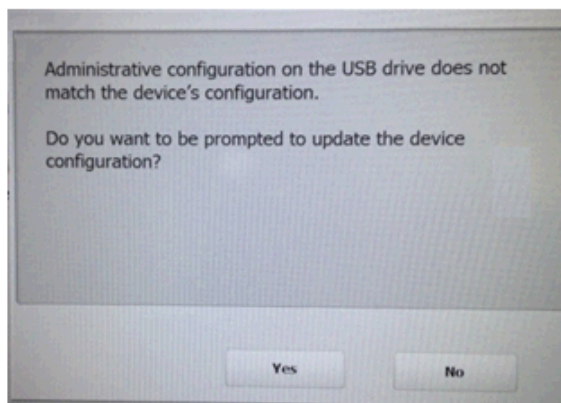 Administrative configuration on the USB drive does not
match the device's configuration.
Do you want to be prompted to update the device
configuration?
Yes
No